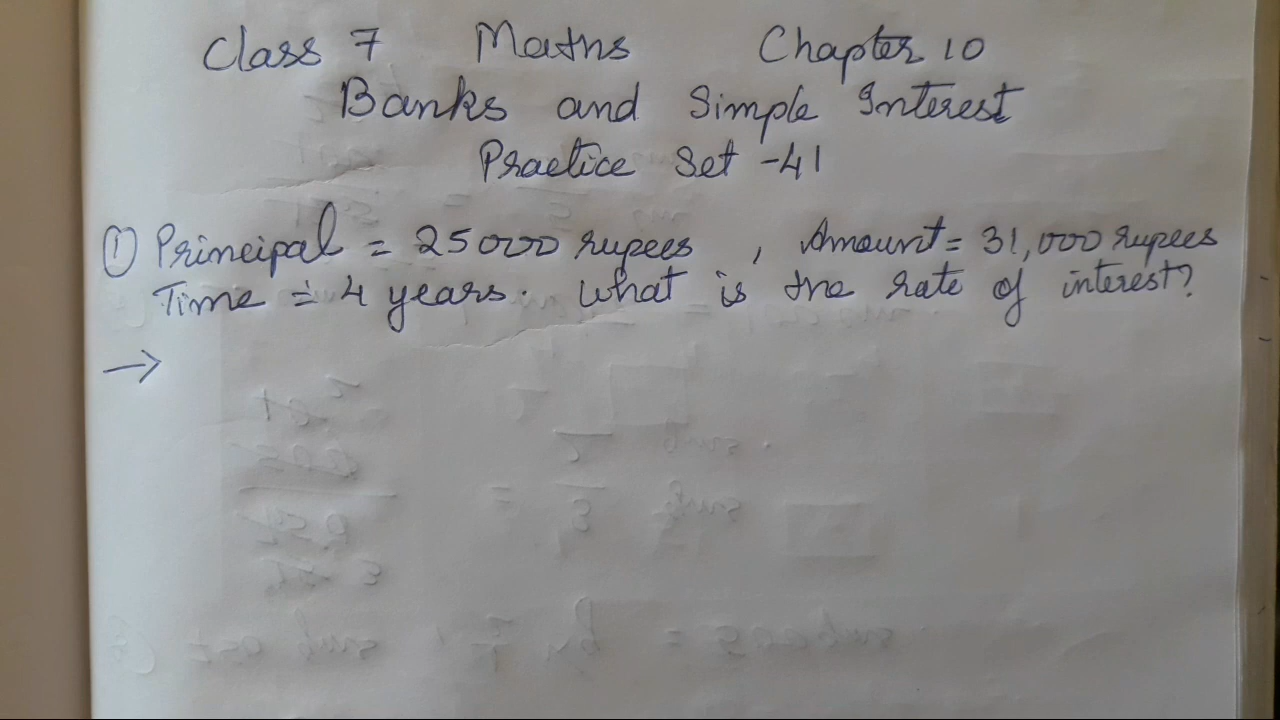 Class 7 Maths Chapter 10
Banks and Simple Interest
Practice Set -41
① Principal = 25000 rupees , Amount = 31,000 rupees
Time = 4 years. What is the rate of interest?
→